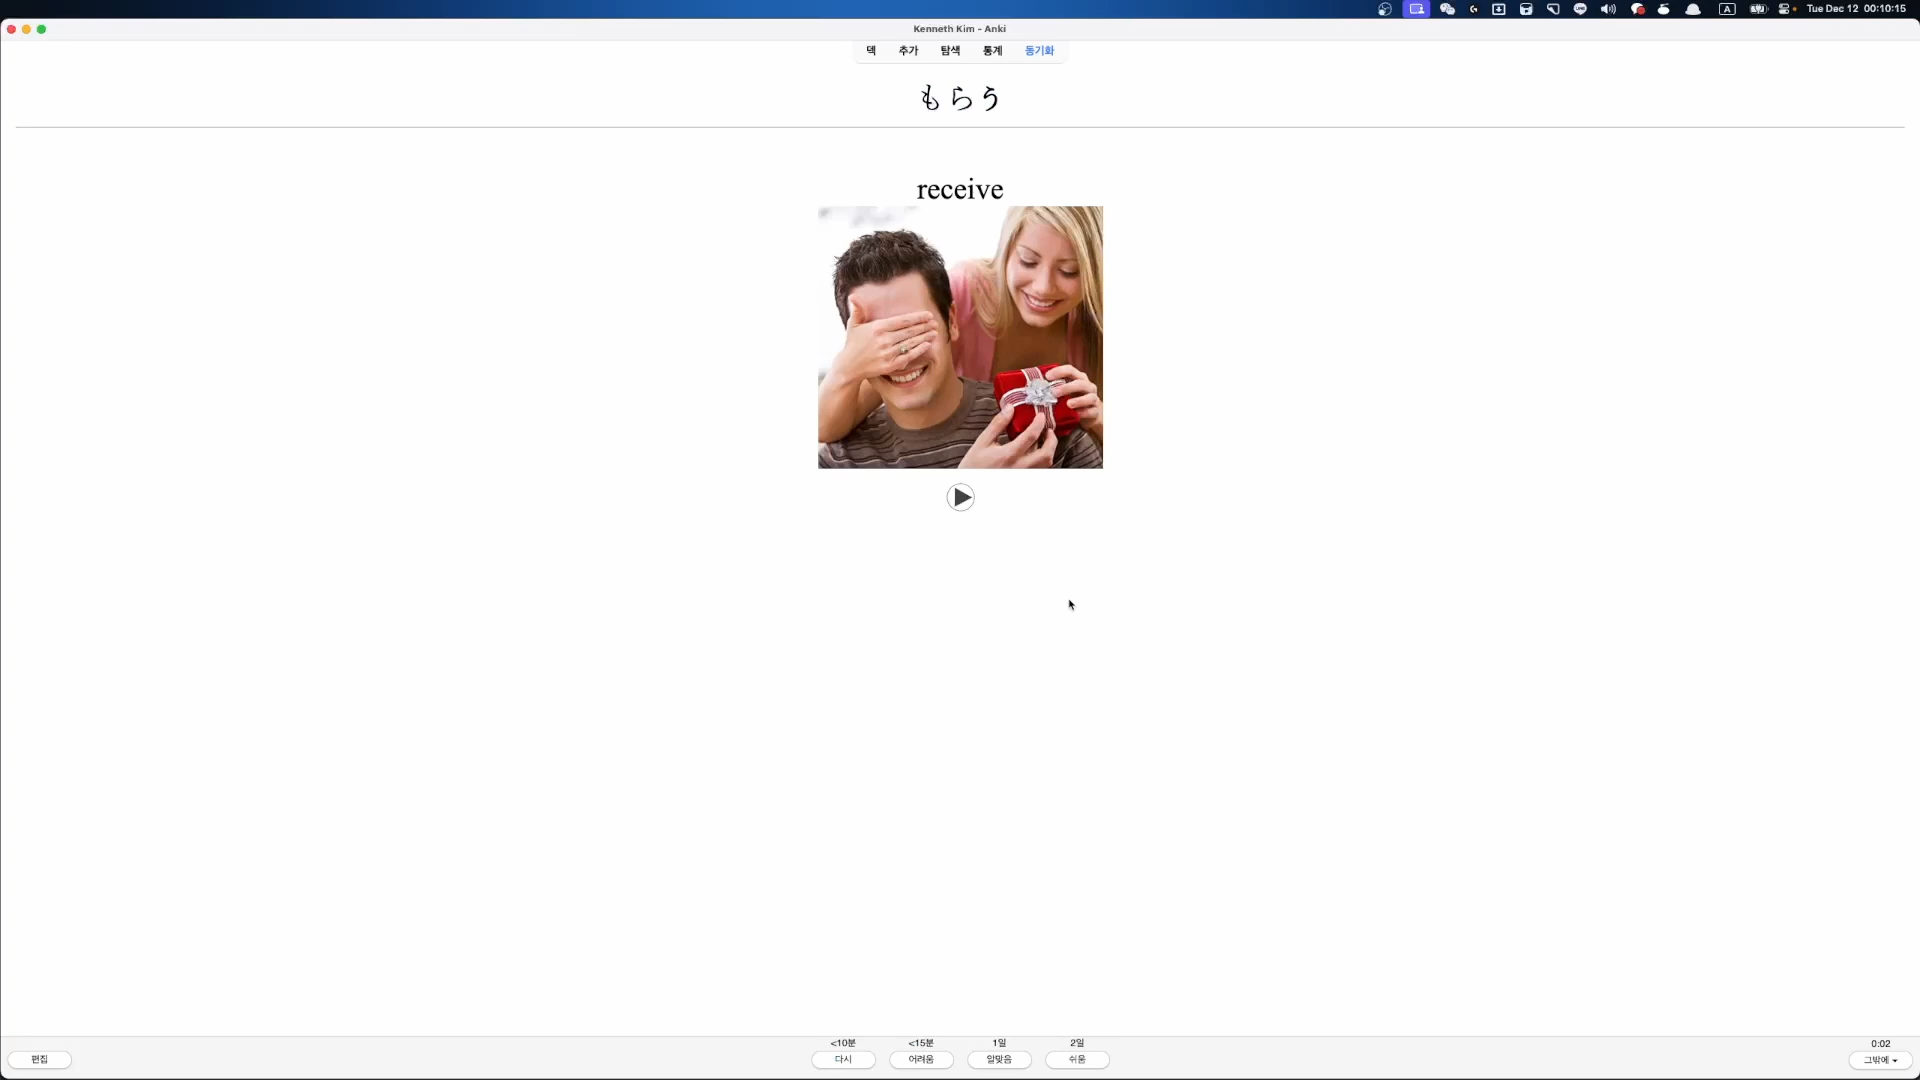 A
Tue Dec 12 00:10:15
Kenneth Kim - Anki
덱 추가 탐색 통계 동기화
もらう
receive
<10분 <15분 1일 2일 0:02
편집 다시 어려움 알맞음 쉬움 그밖에